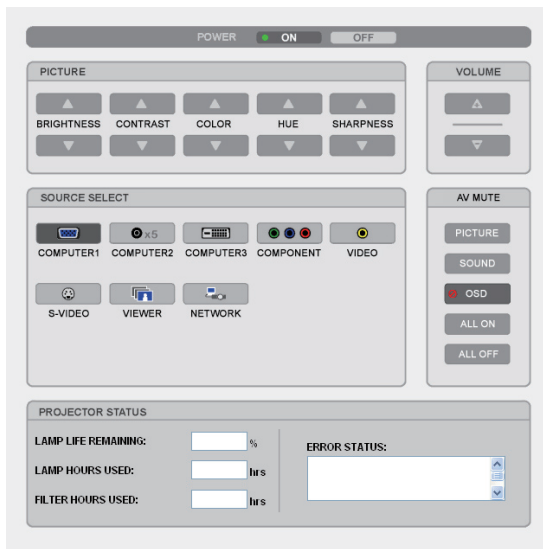 POWER ON OFF
PICTURE
BRIGHTNESS CONTRAST COLOR HUE SHARPNESS
VOLUME
SOURCE SELECT
x5
COMPUTER1 COMPUTER2 COMPUTER3 COMPONENT VIDEO
S-VIDEO VIEWER NETWORK
AV MUTE
PICTURE
SOUND
OSD
ALL ON
ALL OFF
PROJECTOR STATUS
LAMP LIFE REMAINING: %
LAMP HOURS USED: hrs
FILTER HOURS USED: hrs
ERROR STATUS: